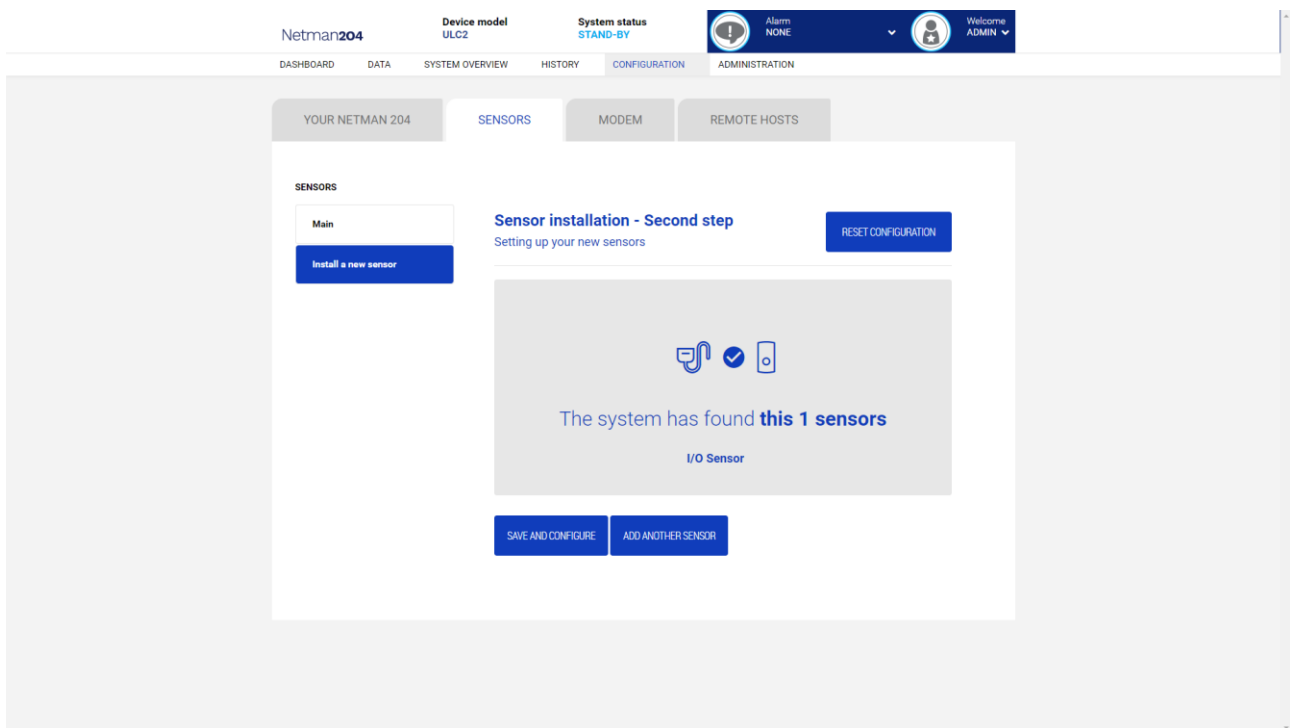 Netman204
Device model
ULC2
System status
STAND-BY
Alarm
NONE
Welcome
ADMIN
DASHBOARD DATA SYSTEM OVERVIEW HISTORY CONFIGURATION ADMINISTRATION
YOUR NETMAN 204 SENSORS MODEM REMOTE HOSTS
SENSORS
Main
Install a new sensor
Sensor installation - Second step
Setting up your new sensors
RESET CONFIGURATION
The system has found this 1 sensors
I/O Sensor
SAVE AND CONFIGURE ADD ANOTHER SENSOR